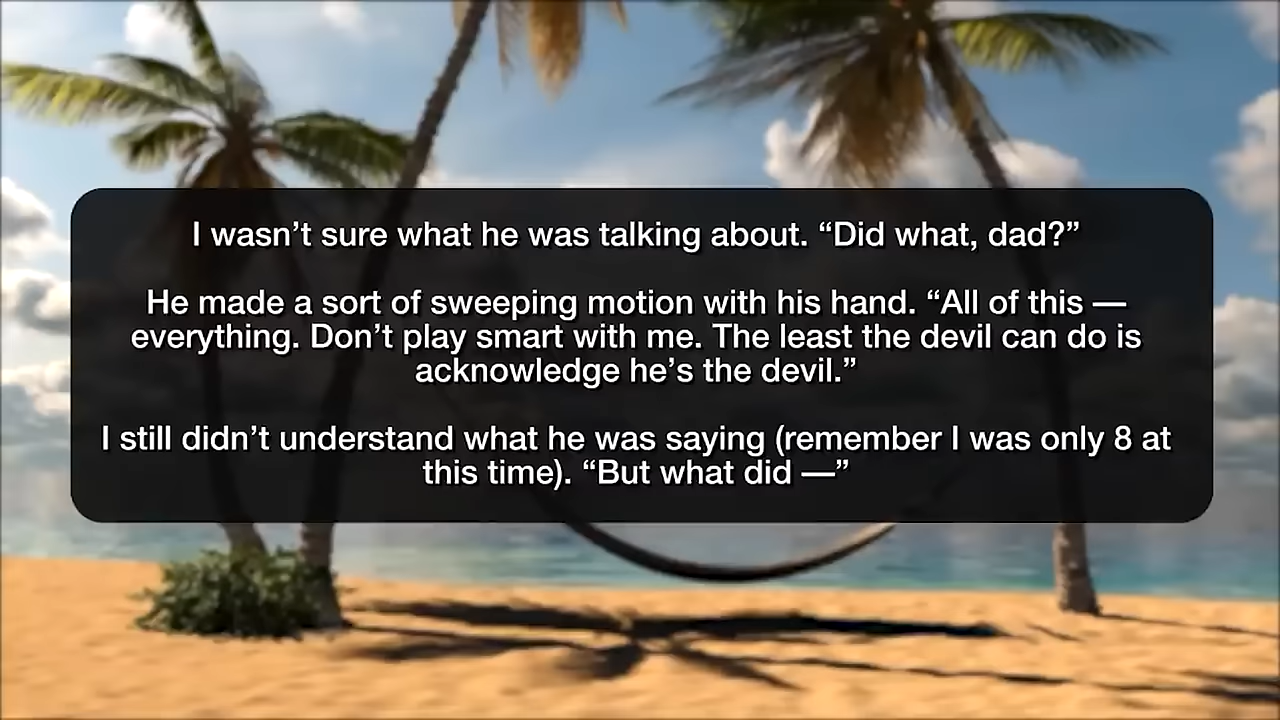 I wasn’t sure what he was talking about. “Did what, dad?”
He made a sort of sweeping motion with his hand. “All of this —
everything. Don’t play smart with me. The least the devil can do is
acknowledge he’s the devil.”
I still didn’t understand what he was saying (remember I was only 8 at
this time). “But what did —”